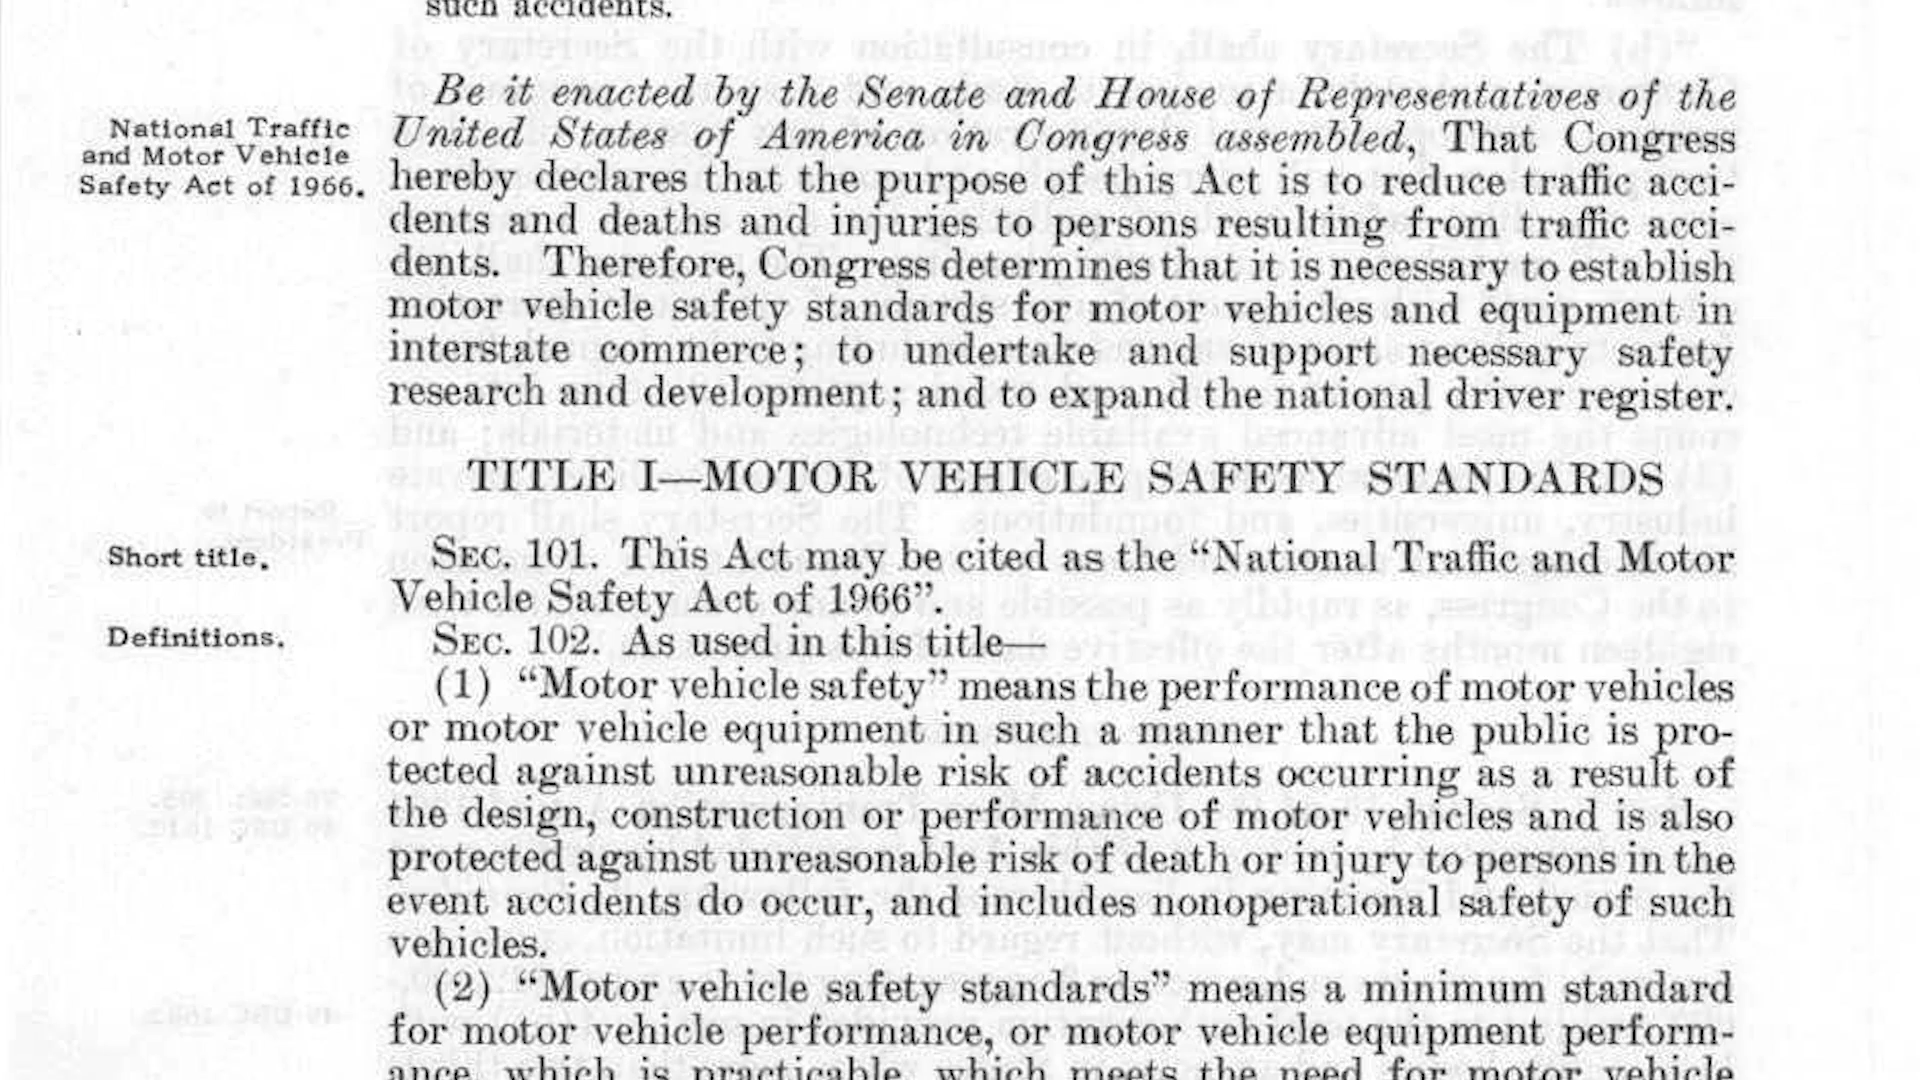 such accidents.
Be it enacted by the Senate and House of Representatives of the
National Traffic
and Motor Vehicle
Safety Act of 1966.
United States of America in Congress assembled, That Congress
hereby declares that the purpose of this Act is to reduce traffic acci-
dents and deaths and injuries to persons resulting from traffic acci-
dents. Therefore, Congress determines that it is necessary to establish
motor vehicle safety standards for motor vehicles and equipment in
interstate commerce; to undertake and support necessary safety
research and development; and to expand the national driver register.
TITLE I—MOTOR VEHICLE SAFETY STANDARDS
Short title.
SEC. 101. This Act may be cited as the “National Traffic and Motor
Vehicle Safety Act of 1966”.
Definitions.
SEC. 102. As used in this title—
(1) “Motor vehicle safety” means the performance of motor vehicles
or motor vehicle equipment in such a manner that the public is pro-
tected against unreasonable risk of accidents occurring as a result of
the design, construction or performance of motor vehicles and is also
protected against unreasonable risk of death or injury to persons in the
event accidents do occur, and includes nonoperational safety of such
vehicles.
(2) “Motor vehicle safety standards” means a minimum standard
for motor vehicle performance, or motor vehicle equipment perform-
ance, which is practicable, which meets the need for motor vehicle